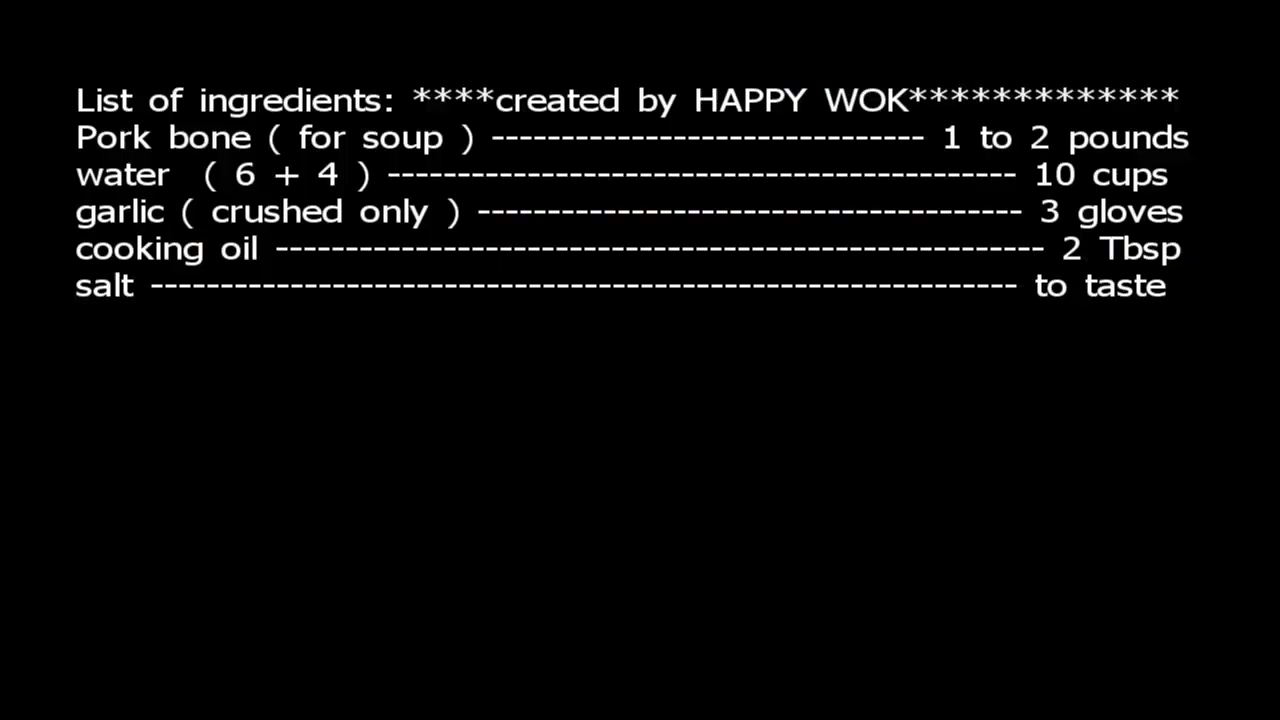 List of ingredients: ****created by HAPPY WOK*************
Pork bone ( for soup ) ------------------------------- 1 to 2 pounds
water  ( 6 + 4 ) --------------------------------------------- 10 cups
garlic ( crushed only ) --------------------------------------- 3 gloves
cooking oil ------------------------------------------------------- 2 Tbsp
salt -------------------------------------------------------------- to taste